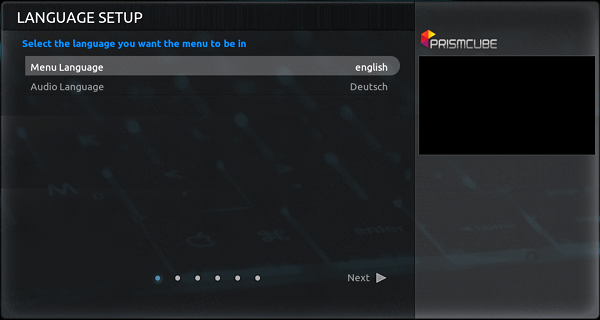 LANGUAGE SETUP
Select the language you want the menu to be in
PRISMCUBE
Menu Language english
Audio Language Deutsch
Next